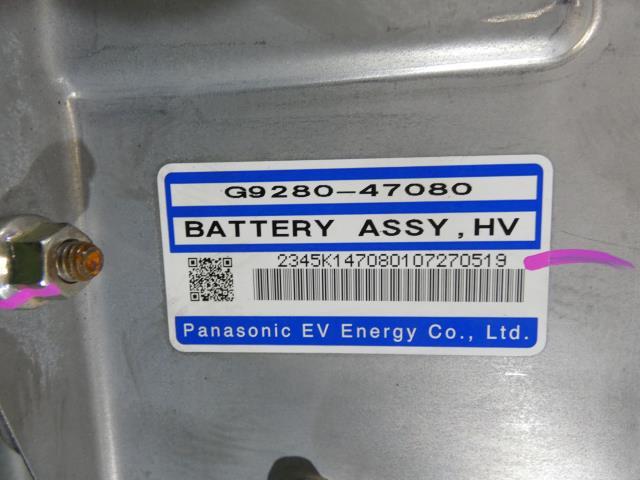 G9280-47080
BATTERY ASSY, HV
2345K147080107270519
Panasonic EV Energy Co., Ltd.